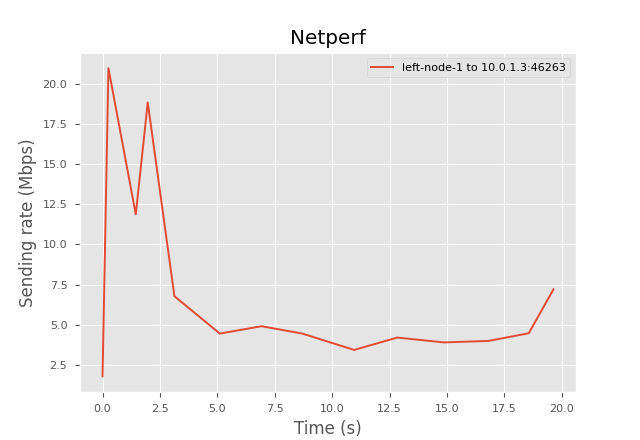 Netperf
left-node-1 to 10.0.1.3:46263
Sending rate (Mbps)
20.0
17.5
15.0
12.5
10.0
7.5
5.0
2.5
0.0 2.5 5.0 7.5 10.0 12.5 15.0 17.5 20.0
Time (s)